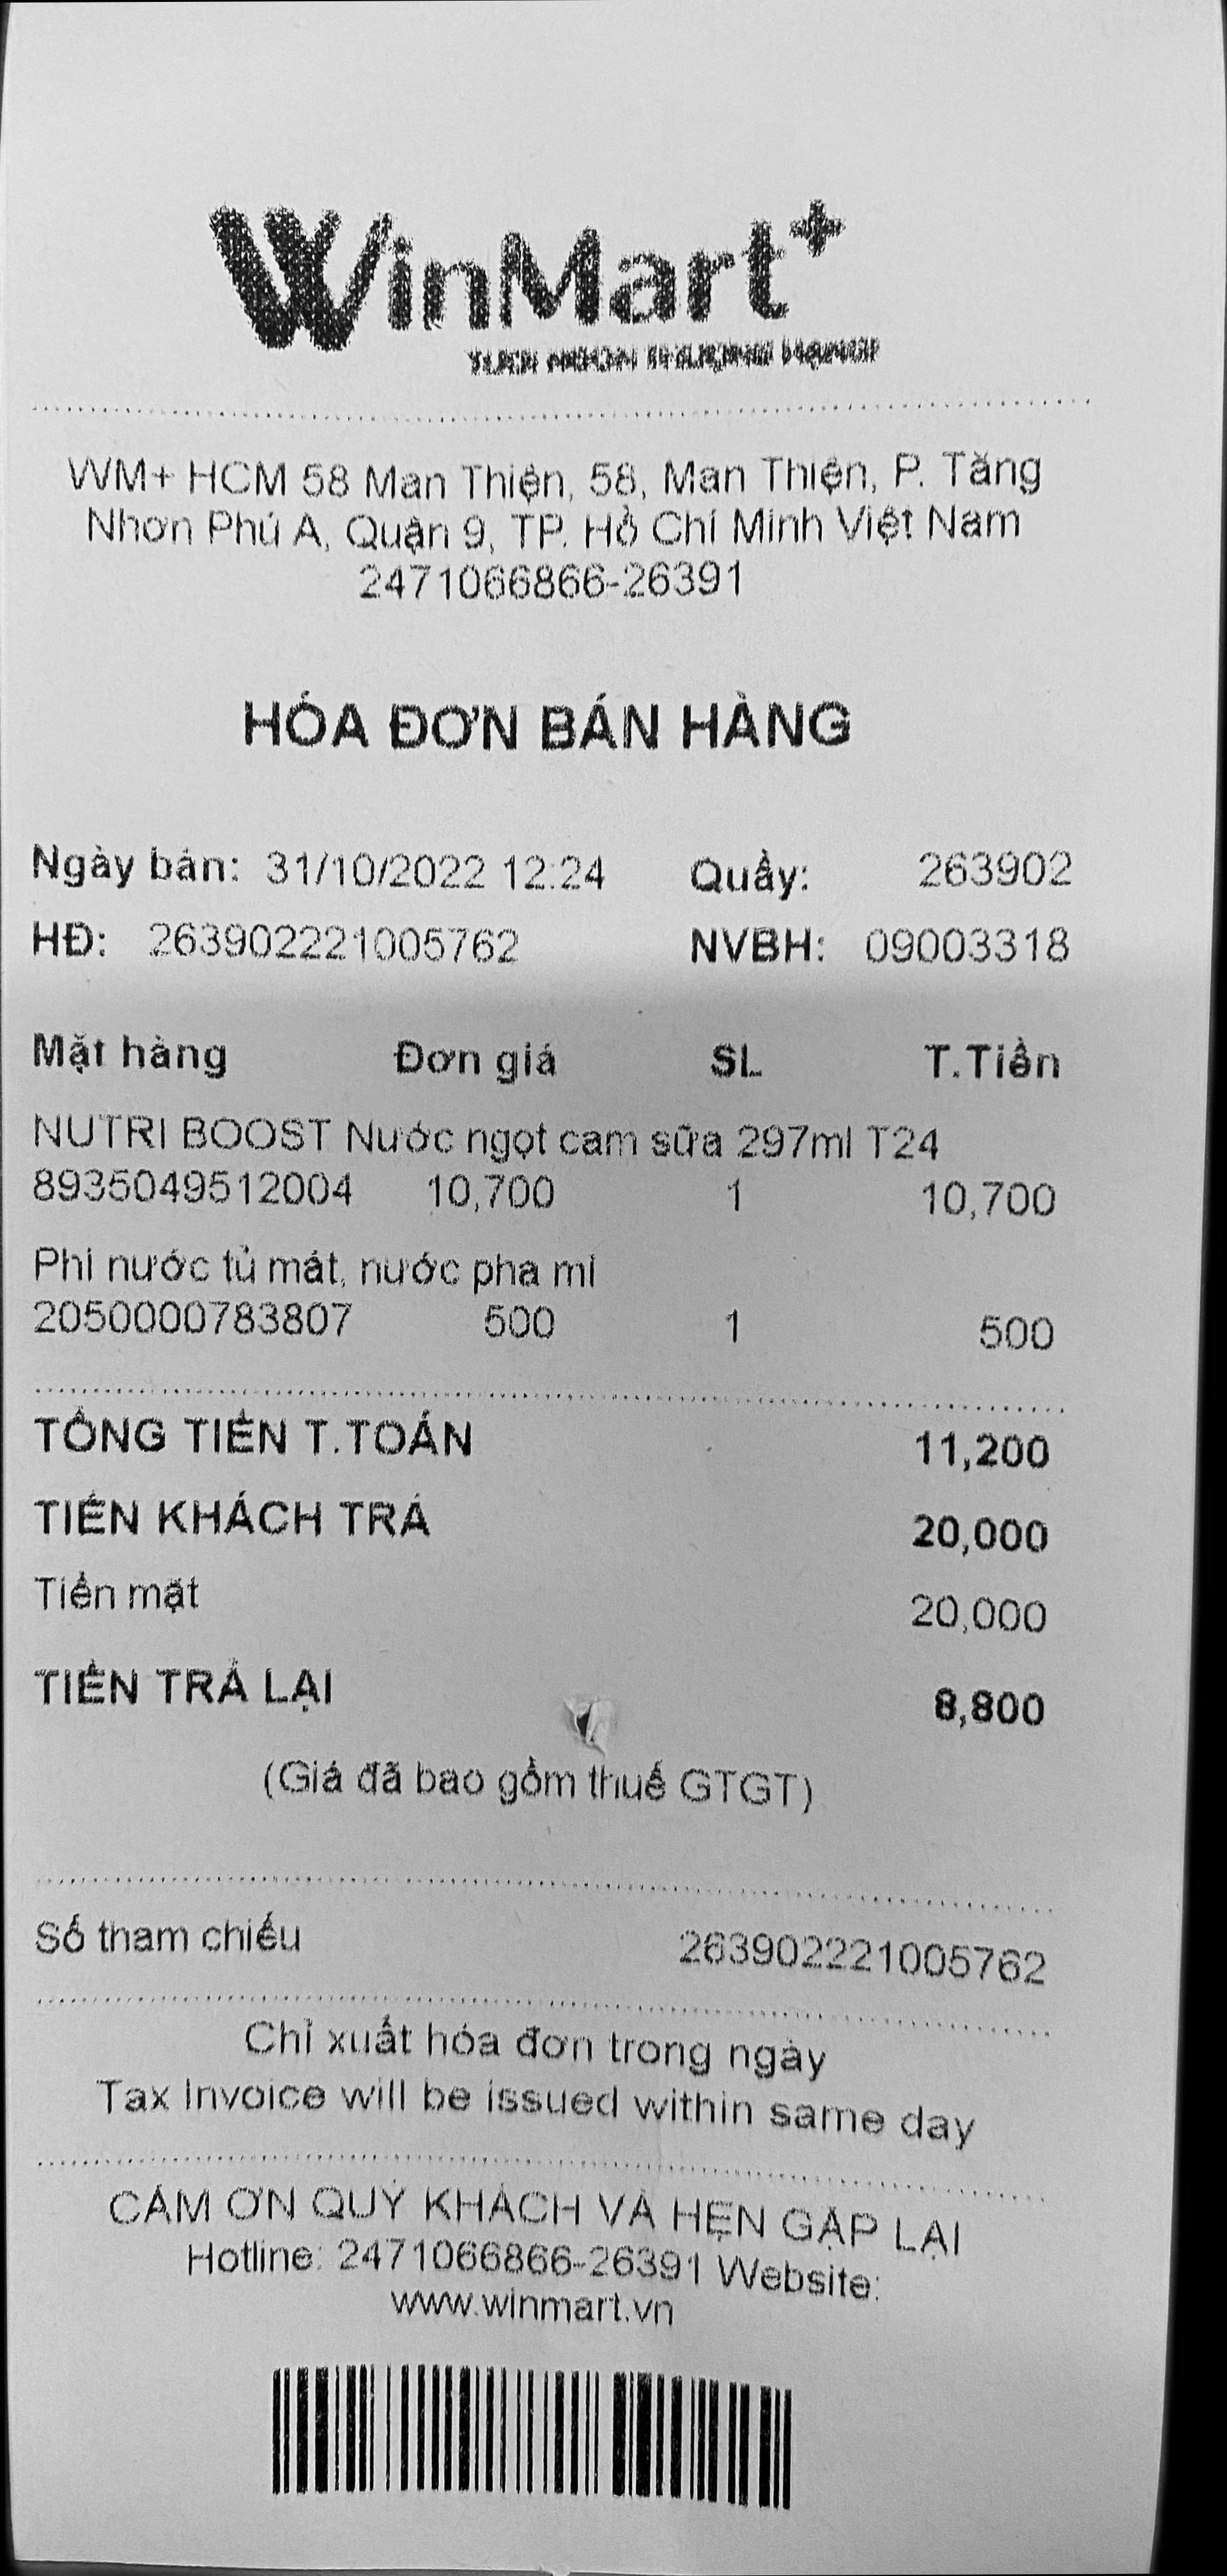 WinMart+
WM+ HCM 58 Man Thiện, 58, Man Thiện, P. Tăng
Nhơn Phú A, Quận 9, TP. Hồ Chí Minh Việt Nam
2471066866-26391
HÓA ĐƠN BÁN HÀNG
Ngày bán: 31/10/2022 12:24 Quầy: 263902
HĐ: 263902221005762 NVBH: 09003318
Mặt hàng Đơn giá SL T.Tiền
NUTRI BOOST Nước ngọt cam sữa 297ml T24
8935049512004 10,700 1 10,700
Phí nước tủ mát, nước pha mì
2050000783807 500 1 500
TỔNG TIỀN T.TOÁN 11,200
TIỀN KHÁCH TRẢ 20,000
Tiền mặt 20,000
TIỀN TRẢ LẠI 8,800
(Giá đã bao gồm thuế GTGT)
Số tham chiếu 263902221005762
Chỉ xuất hóa đơn trong ngày
Tax Invoice will be issued within same day
CẢM ƠN QUÝ KHÁCH VÀ HẸN GẶP LẠI
Hotline: 2471066866-26391 Website:
www.winmart.vn